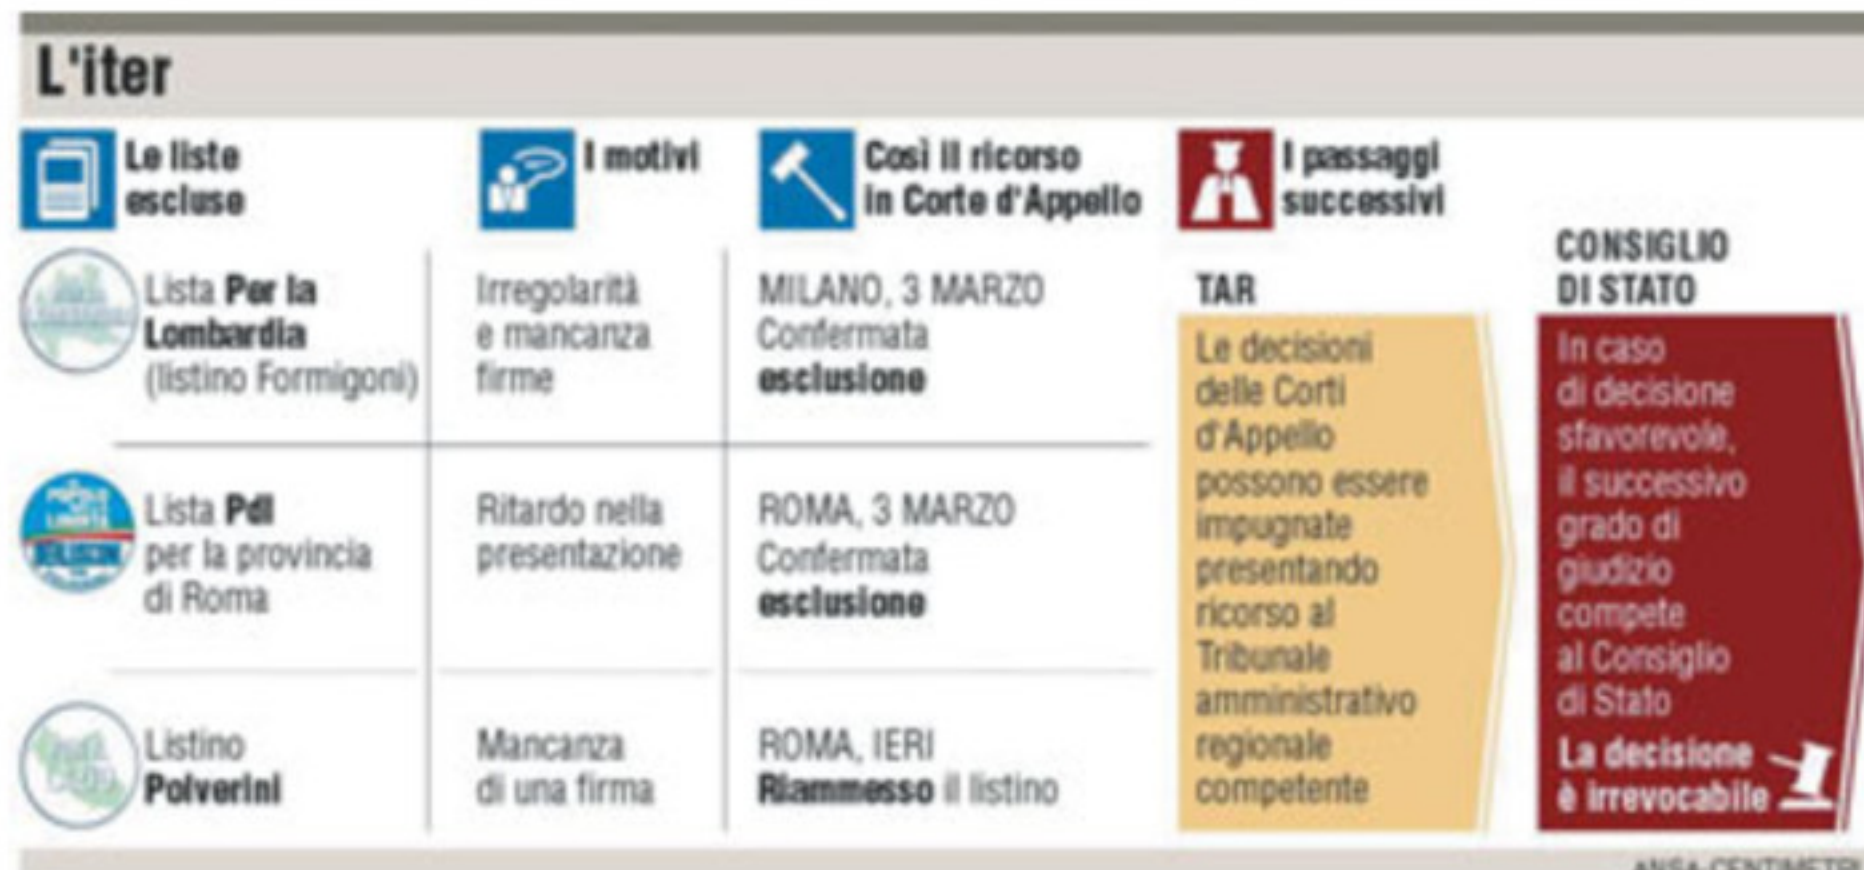 L'iter
Le liste
escluse
I motivi
Così il ricorso
in Corte d'Appello
I passaggi
successivi
Lista Per la
Lombardia
(listino Formigoni)
Irregolarità
e mancanza
firme
MILANO, 3 MARZO
Confermata
esclusione
Lista Pdl
per la provincia
di Roma
Ritardo nella
presentazione
ROMA, 3 MARZO
Confermata
esclusione
Listino
Polverini
Mancanza
di una firma
ROMA, IERI
Riammesso il listino
TAR
Le decisioni
delle Corti
d'Appello
possono essere
impugnate
presentando
ricorso al
Tribunale
amministrativo
regionale
competente
CONSIGLIO
DI STATO
In caso
di decisione
sfavorevole,
il successivo
grado di
giudizio
compete
al Consiglio
di Stato
La decisione
è irrevocabile
ANSA-CENTIMETRI